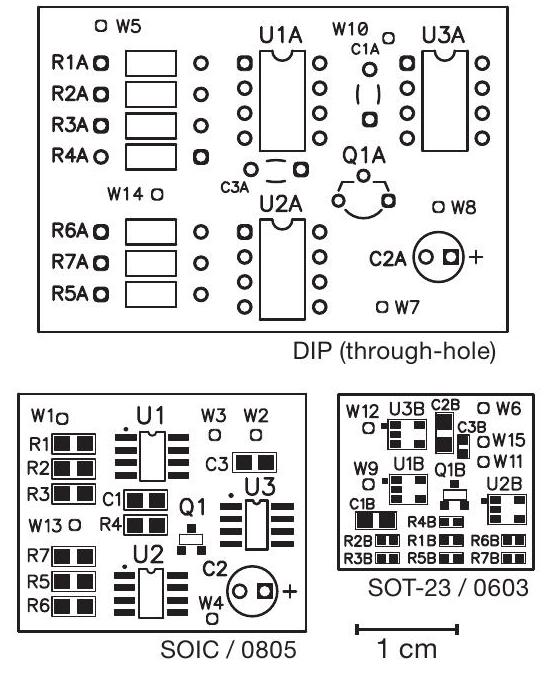 W5 U1A W10 U3A
C1A
R1A
R2A
R3A
R4A Q1A
C3A
W14 U2A W8
R6A
R7A C2A +
R5A W7
DIP (through-hole)
W1 U1 W3 W2
R1
R2 C3
R3 C1 Q1 U3
W13 R4
R7 U2 C2 +
R5
R6 W4
SOIC / 0805
W12 U3B C2B W6
C3B W15
W9 U1B Q1B W11
U2B
C1B R4B
R2B R1B R6B
R3B R5B R7B
SOT-23 / 0603
1 cm